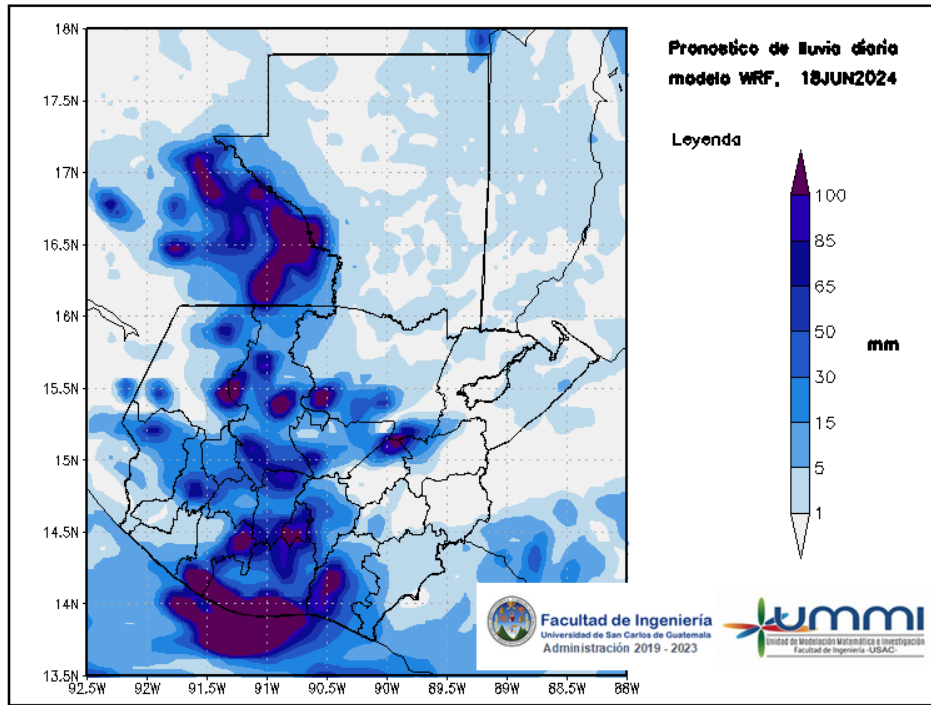 Pronostico de lluvia diaria
modelo WRF, 18JUN2024
Leyenda
100
85
65
50
30
15
5
1
mm
18N
17.5N
17N
16.5N
16N
15.5N
15N
14.5N
14N
13.5N
92.5W
92W
91.5W
91W
90.5W
90W
89.5W
89W
88.5W
88W
Facultad de Ingeniería
Universidad de San Carlos de Guatemala
Administración 2019 - 2023
UMMI
Unidad de Modelación Matemática e Investigación
Facultad de Ingeniería -USAC-